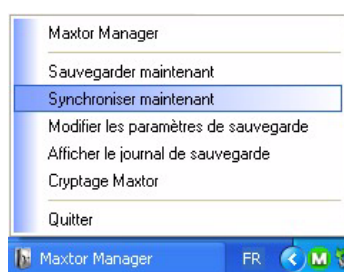 Maxtor Manager
Sauvegarder maintenant
Synchroniser maintenant
Modifier les paramètres de sauvegarde
Afficher le journal de sauvegarde
Cryptage Maxtor
Quitter
Maxtor Manager FR M